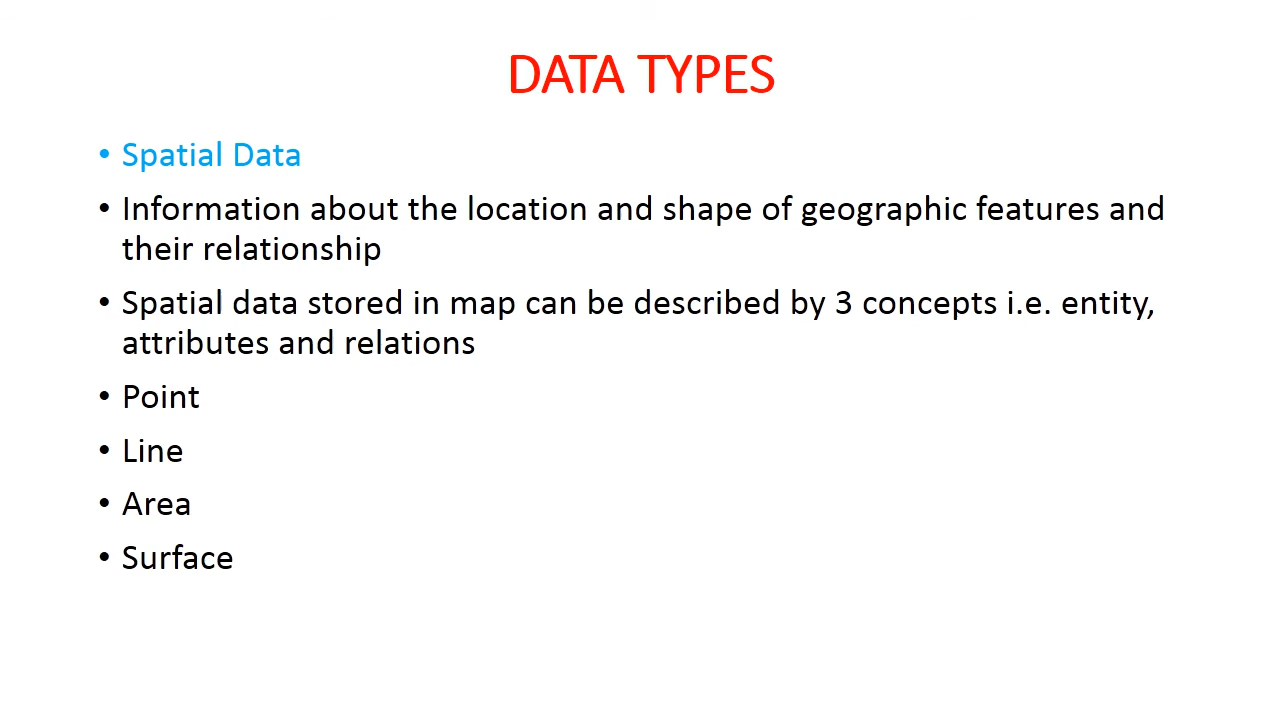 DATA TYPES
• Spatial Data
• Information about the location and shape of geographic features and
their relationship
• Spatial data stored in map can be described by 3 concepts i.e. entity,
attributes and relations
• Point
• Line
• Area
• Surface